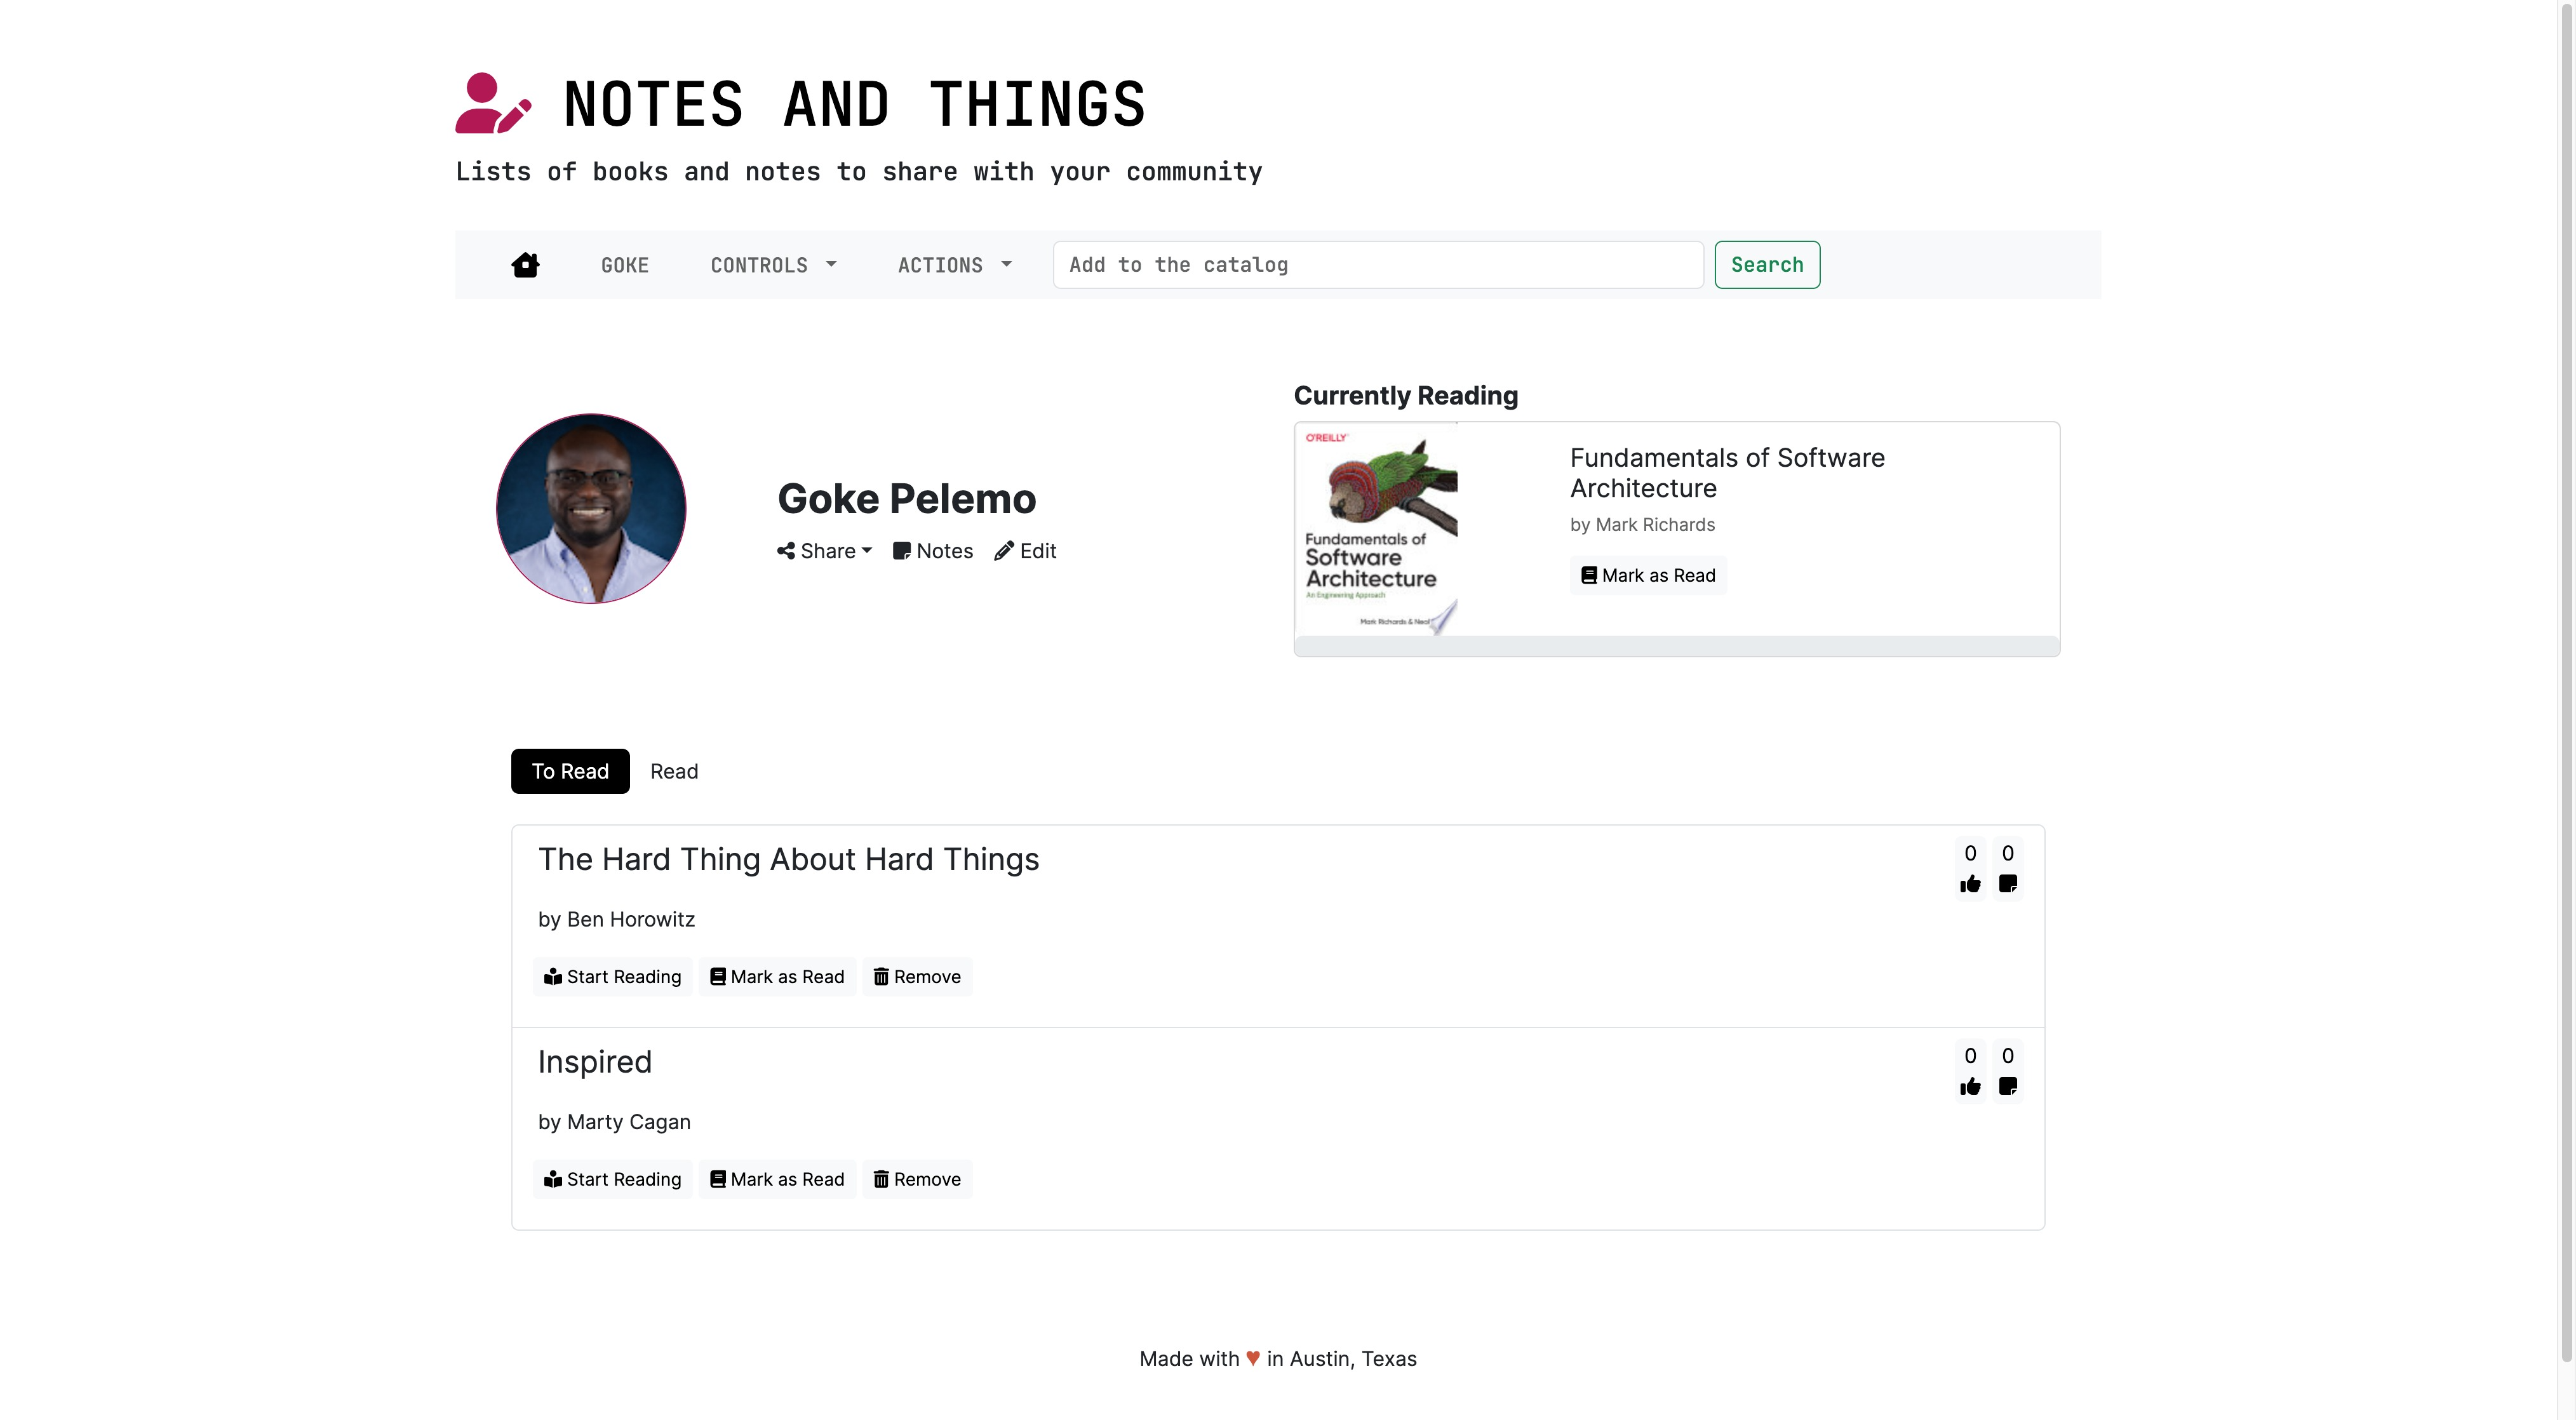 NOTES AND THINGS
Lists of books and notes to share with your community
GOKE CONTROLS ACTIONS Add to the catalog Search
Currently Reading
Goke Pelemo
Share Notes Edit
O'REILLY
Fundamentals of
Software
Architecture
An Engineering Approach
Mark Richards & Neal
Fundamentals of Software
Architecture
by Mark Richards
Mark as Read
To Read Read
The Hard Thing About Hard Things
0 0
by Ben Horowitz
Start Reading Mark as Read Remove
Inspired
0 0
by Marty Cagan
Start Reading Mark as Read Remove
Made with ♥ in Austin, Texas